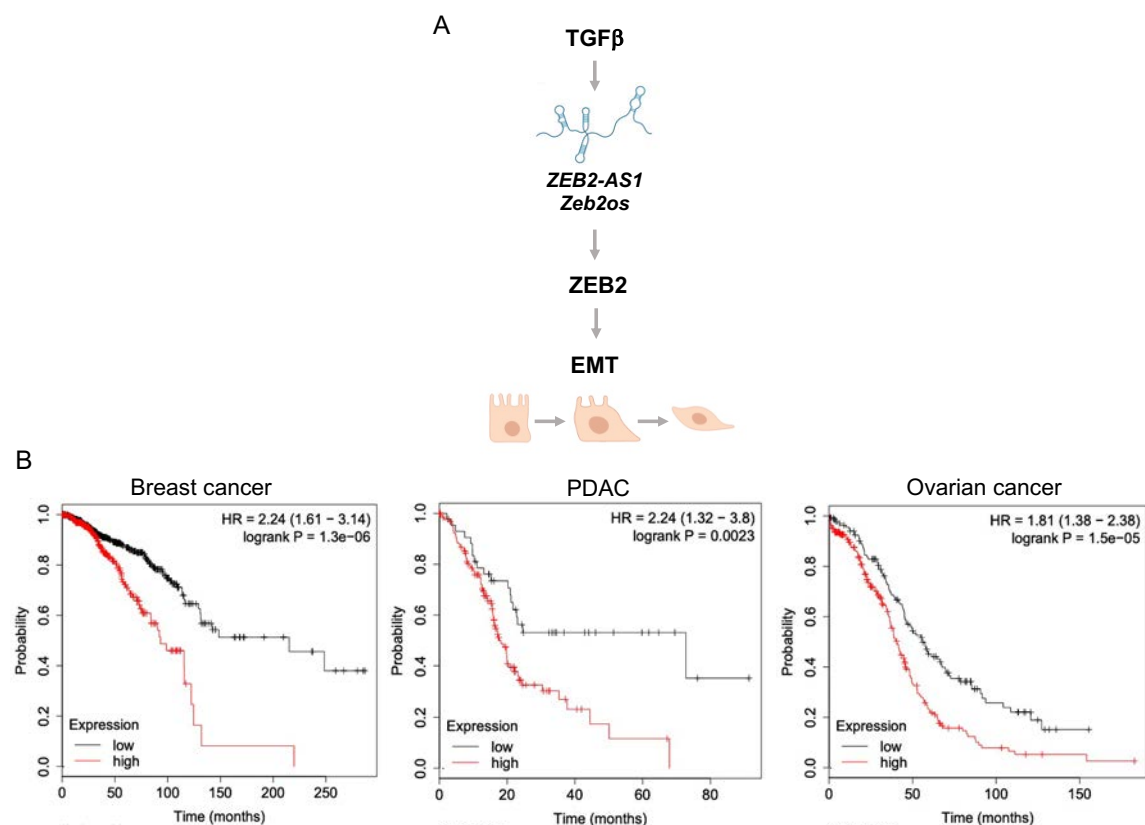 A
TGFβ
ZEB2-AS1
Zeb2os
ZEB2
EMT
B
Breast cancer
HR = 2.24 (1.61 − 3.14)
logrank P = 1.3e−06
Probability
1.0
0.8
0.6
0.4
0.2
0.0
Expression
low
high
0 50 100 150 200 250
Time (months)
PDAC
HR = 2.24 (1.32 − 3.8)
logrank P = 0.0023
Probability
1.0
0.8
0.6
0.4
0.2
0.0
Expression
low
high
0 20 40 60 80
Time (months)
Ovarian cancer
HR = 1.81 (1.38 − 2.38)
logrank P = 1.5e−05
Probability
1.0
0.8
0.6
0.4
0.2
0.0
Expression
low
high
0 50 100 150
Time (months)